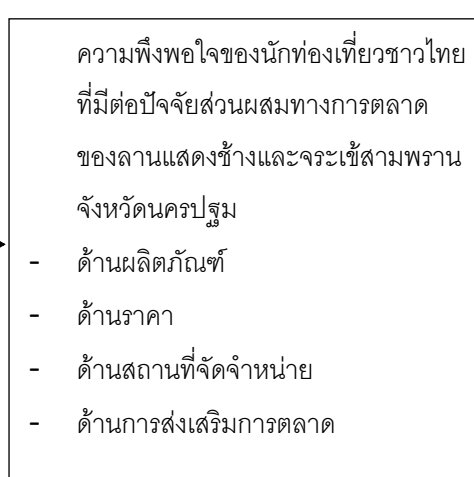 ความพึงพอใจของนักท่องเที่ยวชาวไทย
ที่มีต่อปัจจัยส่วนผสมทางการตลาด
ของลานแสดงช้างและจระเข้สามพราน
จังหวัดนครปฐม
- ด้านผลิตภัณฑ์
- ด้านราคา
- ด้านสถานที่จัดจำหน่าย
- ด้านการส่งเสริมการตลาด